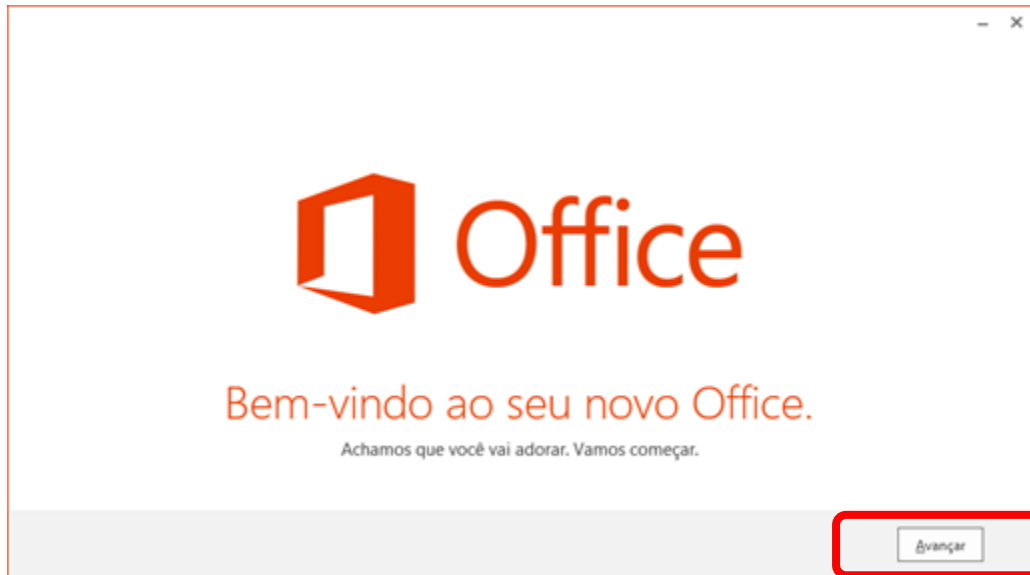 Office
Bem-vindo ao seu novo Office.
Achamos que você vai adorar. Vamos começar.
Avançar